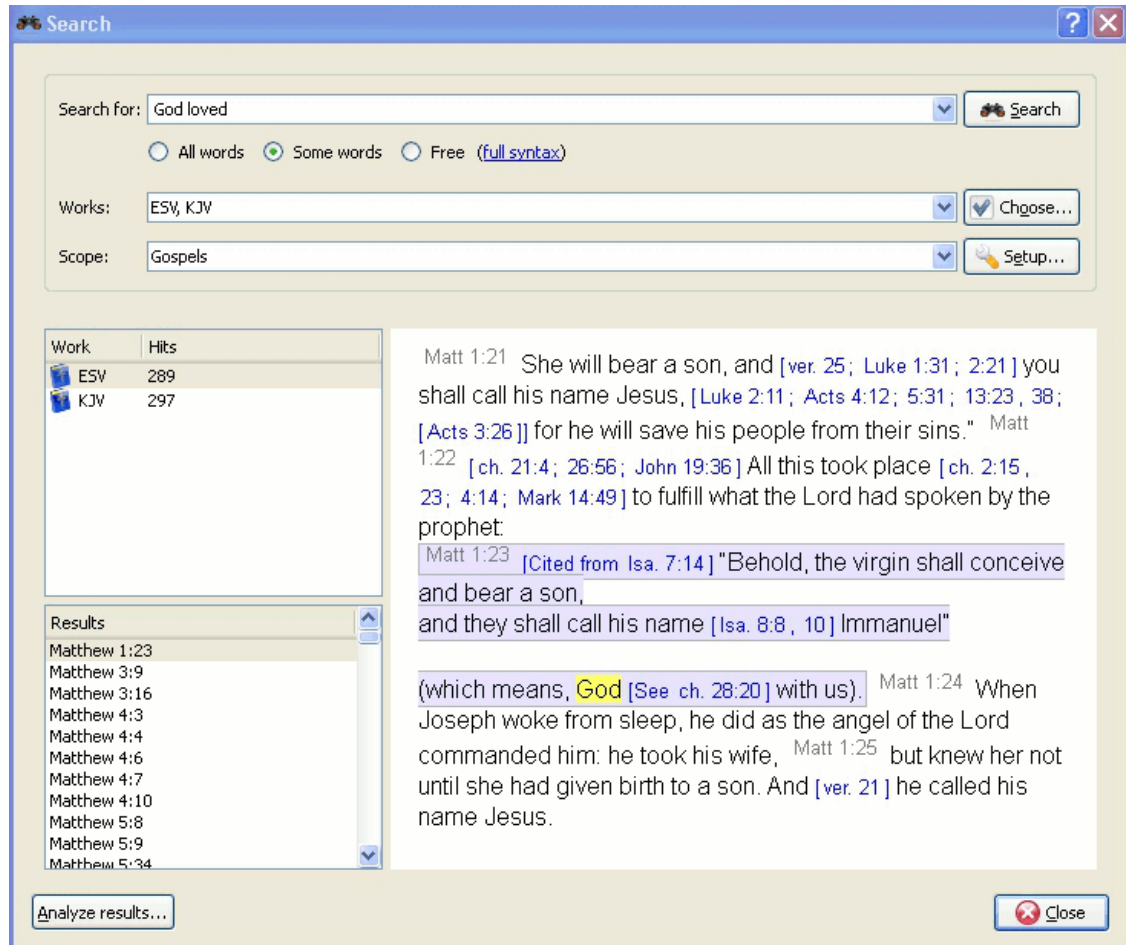 Search
Search for: God loved Search
All words Some words Free (full syntax)
Works: ESV, KJV Choose...
Scope: Gospels Setup...
Work Hits
ESV 289
KJV 297
Results
Matthew 1:23
Matthew 3:9
Matthew 3:16
Matthew 4:3
Matthew 4:4
Matthew 4:6
Matthew 4:7
Matthew 4:10
Matthew 5:8
Matthew 5:9
Matthew 5:34
Matt 1:21 She will bear a son, and [ver. 25; Luke 1:31; 2:21] you
shall call his name Jesus, [Luke 2:11; Acts 4:12; 5:31; 13:23, 38;
[Acts 3:26]] for he will save his people from their sins." Matt
1:22 [ch. 21:4; 26:56; John 19:36] All this took place [ch. 2:15,
23; 4:14; Mark 14:49] to fulfill what the Lord had spoken by the
prophet:
Matt 1:23 [Cited from Isa. 7:14] "Behold, the virgin shall conceive
and bear a son,
and they shall call his name [Isa. 8:8, 10] Immanuel"
(which means, God [See ch. 28:20] with us). Matt 1:24 When
Joseph woke from sleep, he did as the angel of the Lord
commanded him: he took his wife, Matt 1:25 but knew her not
until she had given birth to a son. And [ver. 21] he called his
name Jesus.
Analyze results... Close